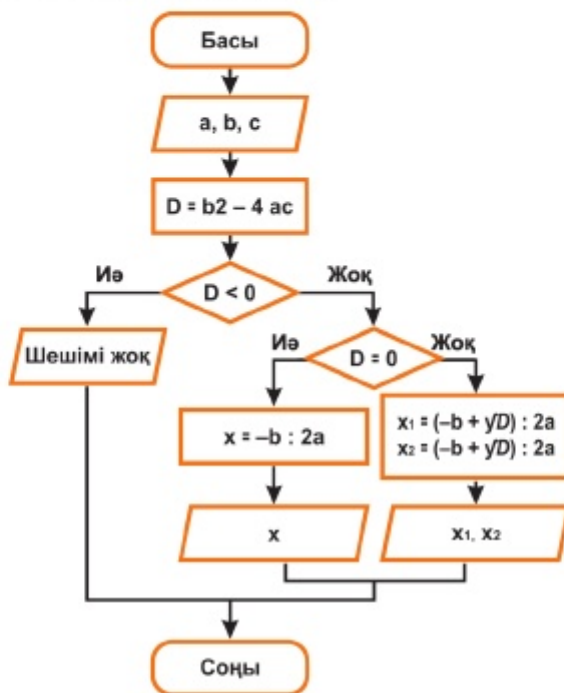 Басы
a, b, c
D = b2 – 4 ac
Иә
Жоқ
D < 0
Шешімі жоқ
Иә
Жоқ
D = 0
x = –b : 2a
x₁ = (–b + y̸D) : 2a
x₂ = (–b + y̸D) : 2a
x
x₁, x₂
Соңы